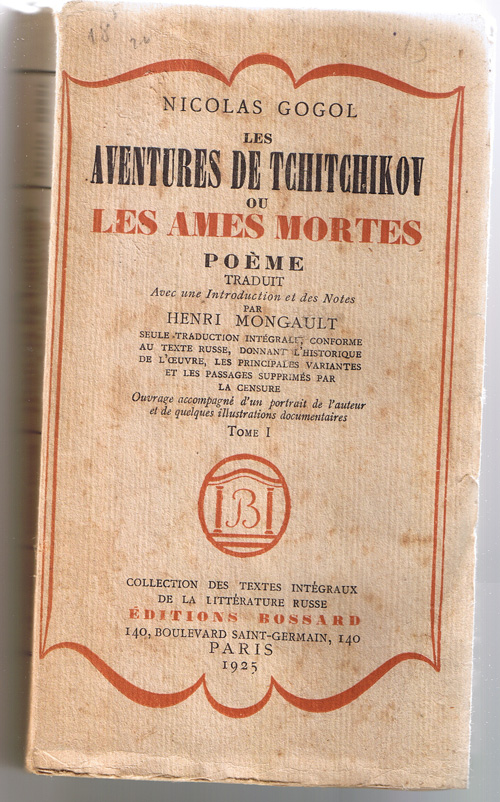 18
15
NICOLAS GOGOL
LES
AVENTURES DE TCHITCHIKOV
OU
LES AMES MORTES
POÈME
TRADUIT
Avec une Introduction et des Notes
PAR
HENRI MONGAULT
SEULE TRADUCTION INTÉGRALE, CONFORME
AU TEXTE RUSSE, DONNANT L'HISTORIQUE
DE L'ŒUVRE, LES PRINCIPALES VARIANTES
ET LES PASSAGES SUPPRIMÉS PAR
LA CENSURE
Ouvrage accompagné d'un portrait de l'auteur
et de quelques illustrations documentaires
TOME I
B
COLLECTION DES TEXTES INTÉGRAUX
DE LA LITTÉRATURE RUSSE
ÉDITIONS BOSSARD
140, BOULEVARD SAINT-GERMAIN, 140
PARIS
1925